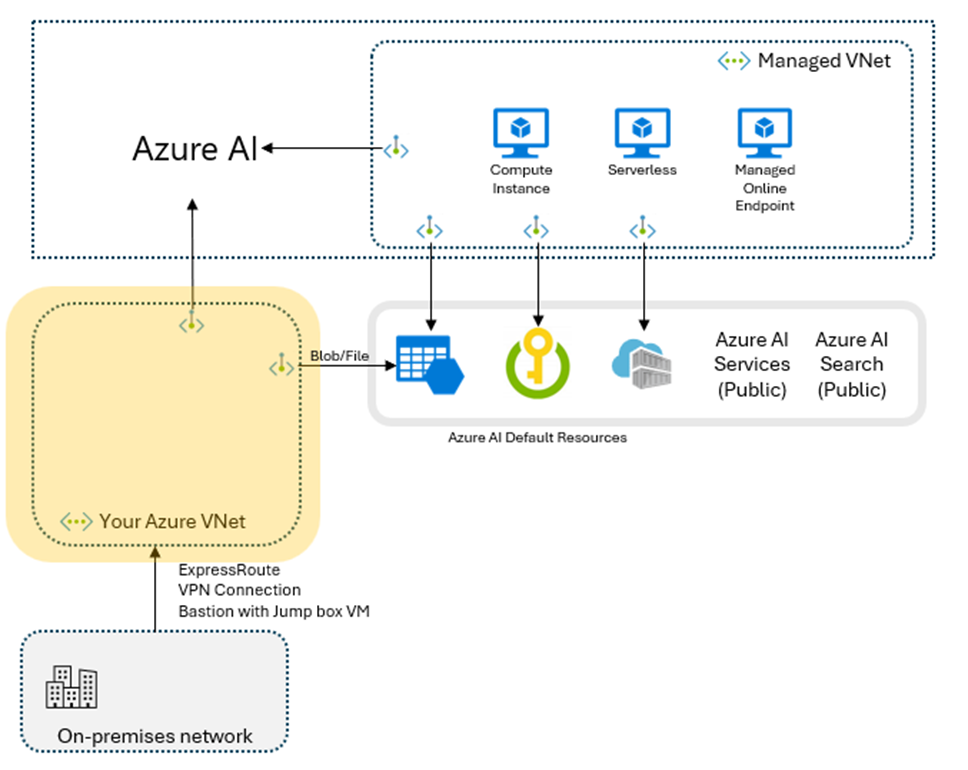 Managed VNet
Azure AI
Compute
Instance
Serverless
Managed
Online
Endpoint
Blob/File
Azure AI
Services
(Public)
Azure AI
Search
(Public)
Azure AI Default Resources
Your Azure VNet
ExpressRoute
VPN Connection
Bastion with Jump box VM
On-premises network